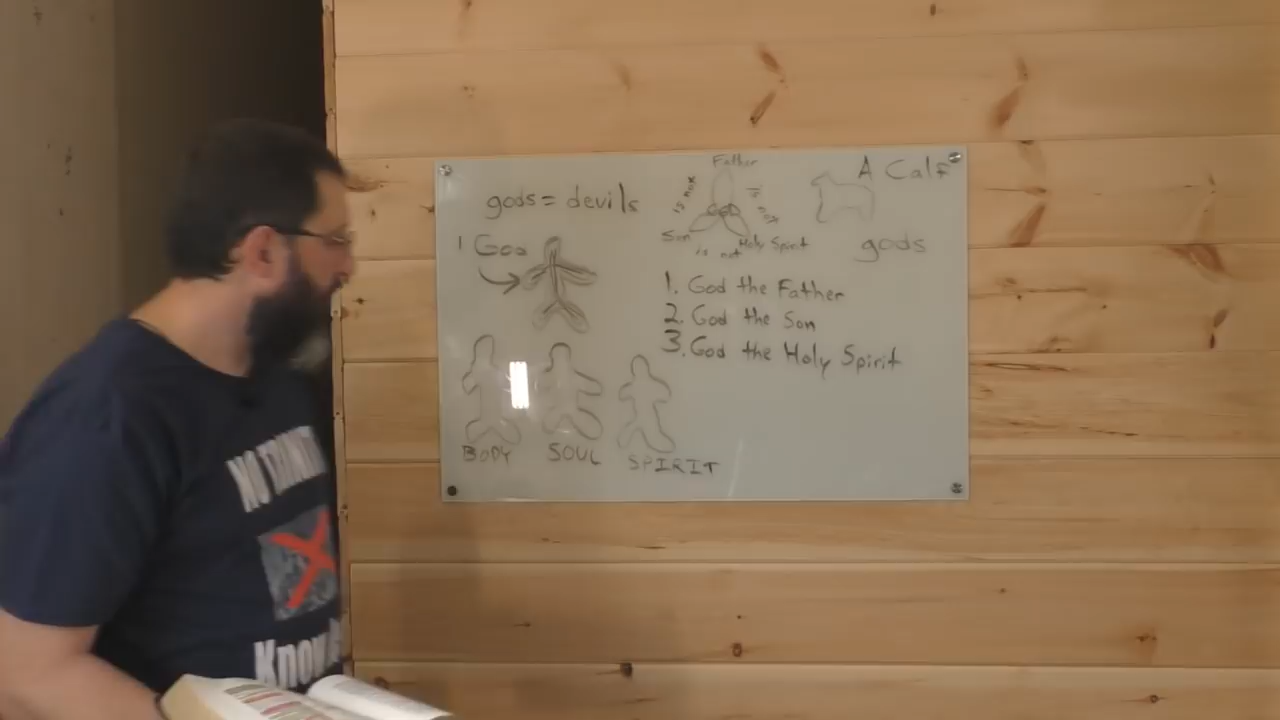 gods = devils
1 God
BODY SOUL SPIRIT
Father
is not
is not
Son
is not
Holy Spirit
A Calf
gods
1. God the Father
2. God the Son
3. God the Holy Spirit
NO